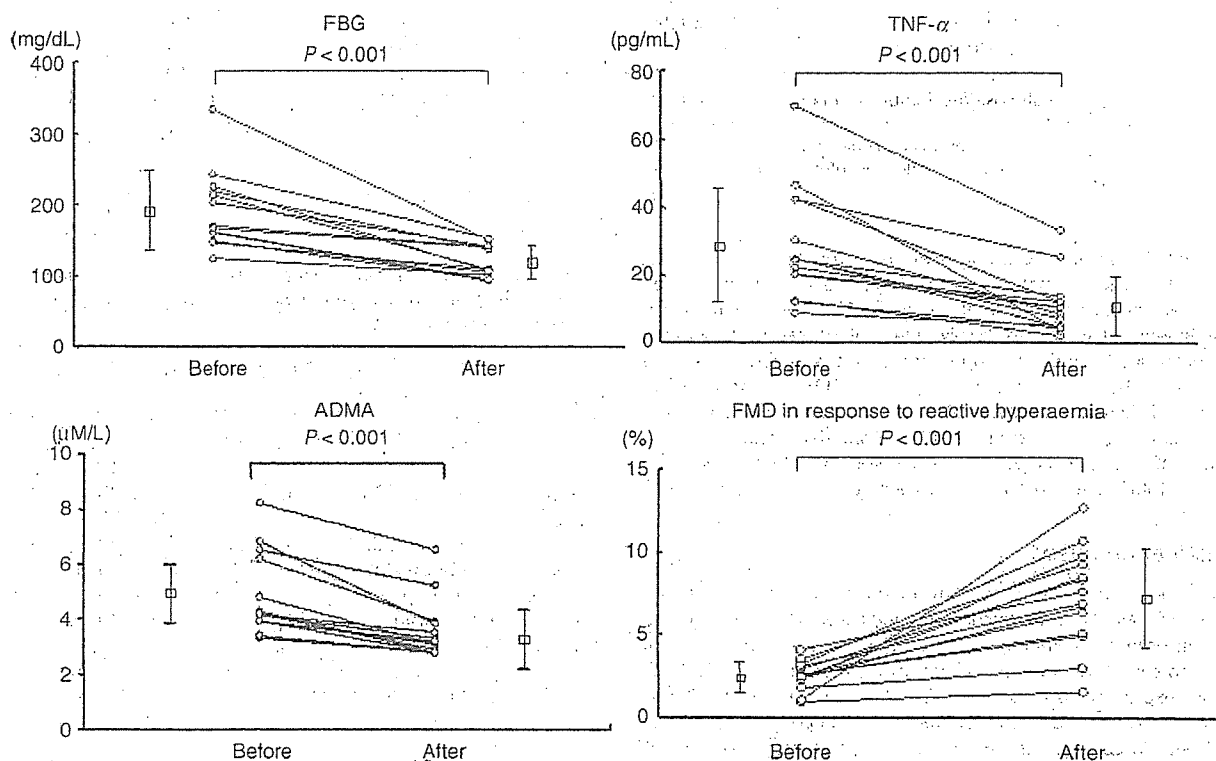 FBG
(mg/dL)
P < 0.001
400
300
200
100
0
Before After
TNF-α
(pg/mL)
P < 0.001
80
60
40
20
0
Before After
ADMA
(µM/L)
P < 0.001
10
8
6
4
2
0
Before After
FMD in response to reactive hyperaemia
(%)
P < 0.001
15
10
5
0
Before After